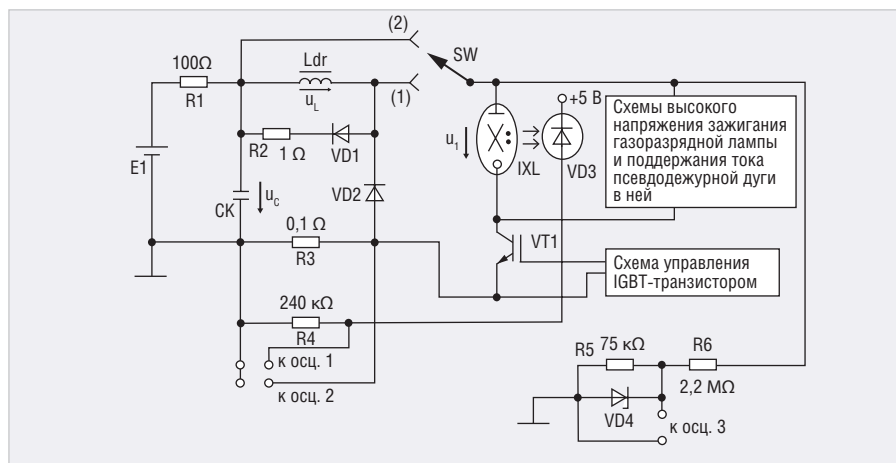 (2)
SW
100Ω
R1
Ldr
u_L
(1)
+5 В
Схемы высокого
напряжения зажигания
газоразрядной лампы
и поддержания тока
псевдодежурной дуги
в ней
R2
1 Ω
VD1
u_1
IXL
VD3
E1
VD2
CK
u_C
0,1 Ω
R3
VT1
Схема управления
IGBT-транзистором
240 кΩ
R4
к осц. 1
к осц. 2
R5
75 кΩ
R6
2,2 МΩ
VD4
к осц. 3